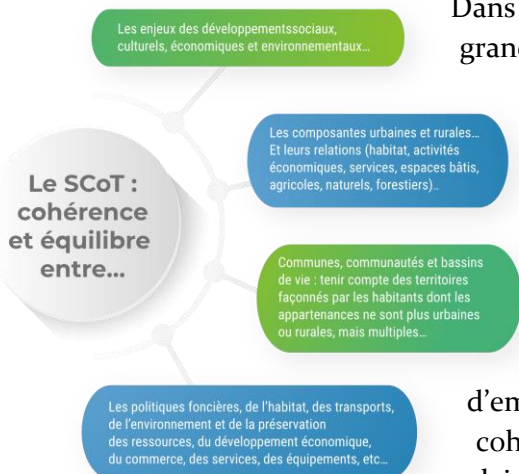 Dans
grand
Les enjeux des développementssociaux,
culturels, économiques et environnementaux…
Les composantes urbaines et rurales…
Et leurs relations (habitat, activités
économiques, services, espaces bâtis,
agricoles, naturels, forestiers)…
Le SCoT :
cohérence
et équilibre
entre…
Communes, communautés et bassins
de vie : tenir compte des territoires
façonnés par les habitants dont les
appartenances ne sont plus urbaines
ou rurales, mais multiples…
Les politiques foncières, de l'habitat, des transports,
de l'environnement et de la préservation
des ressources, du développement économique,
du commerce, des services, des équipements, etc…
d'em
coh